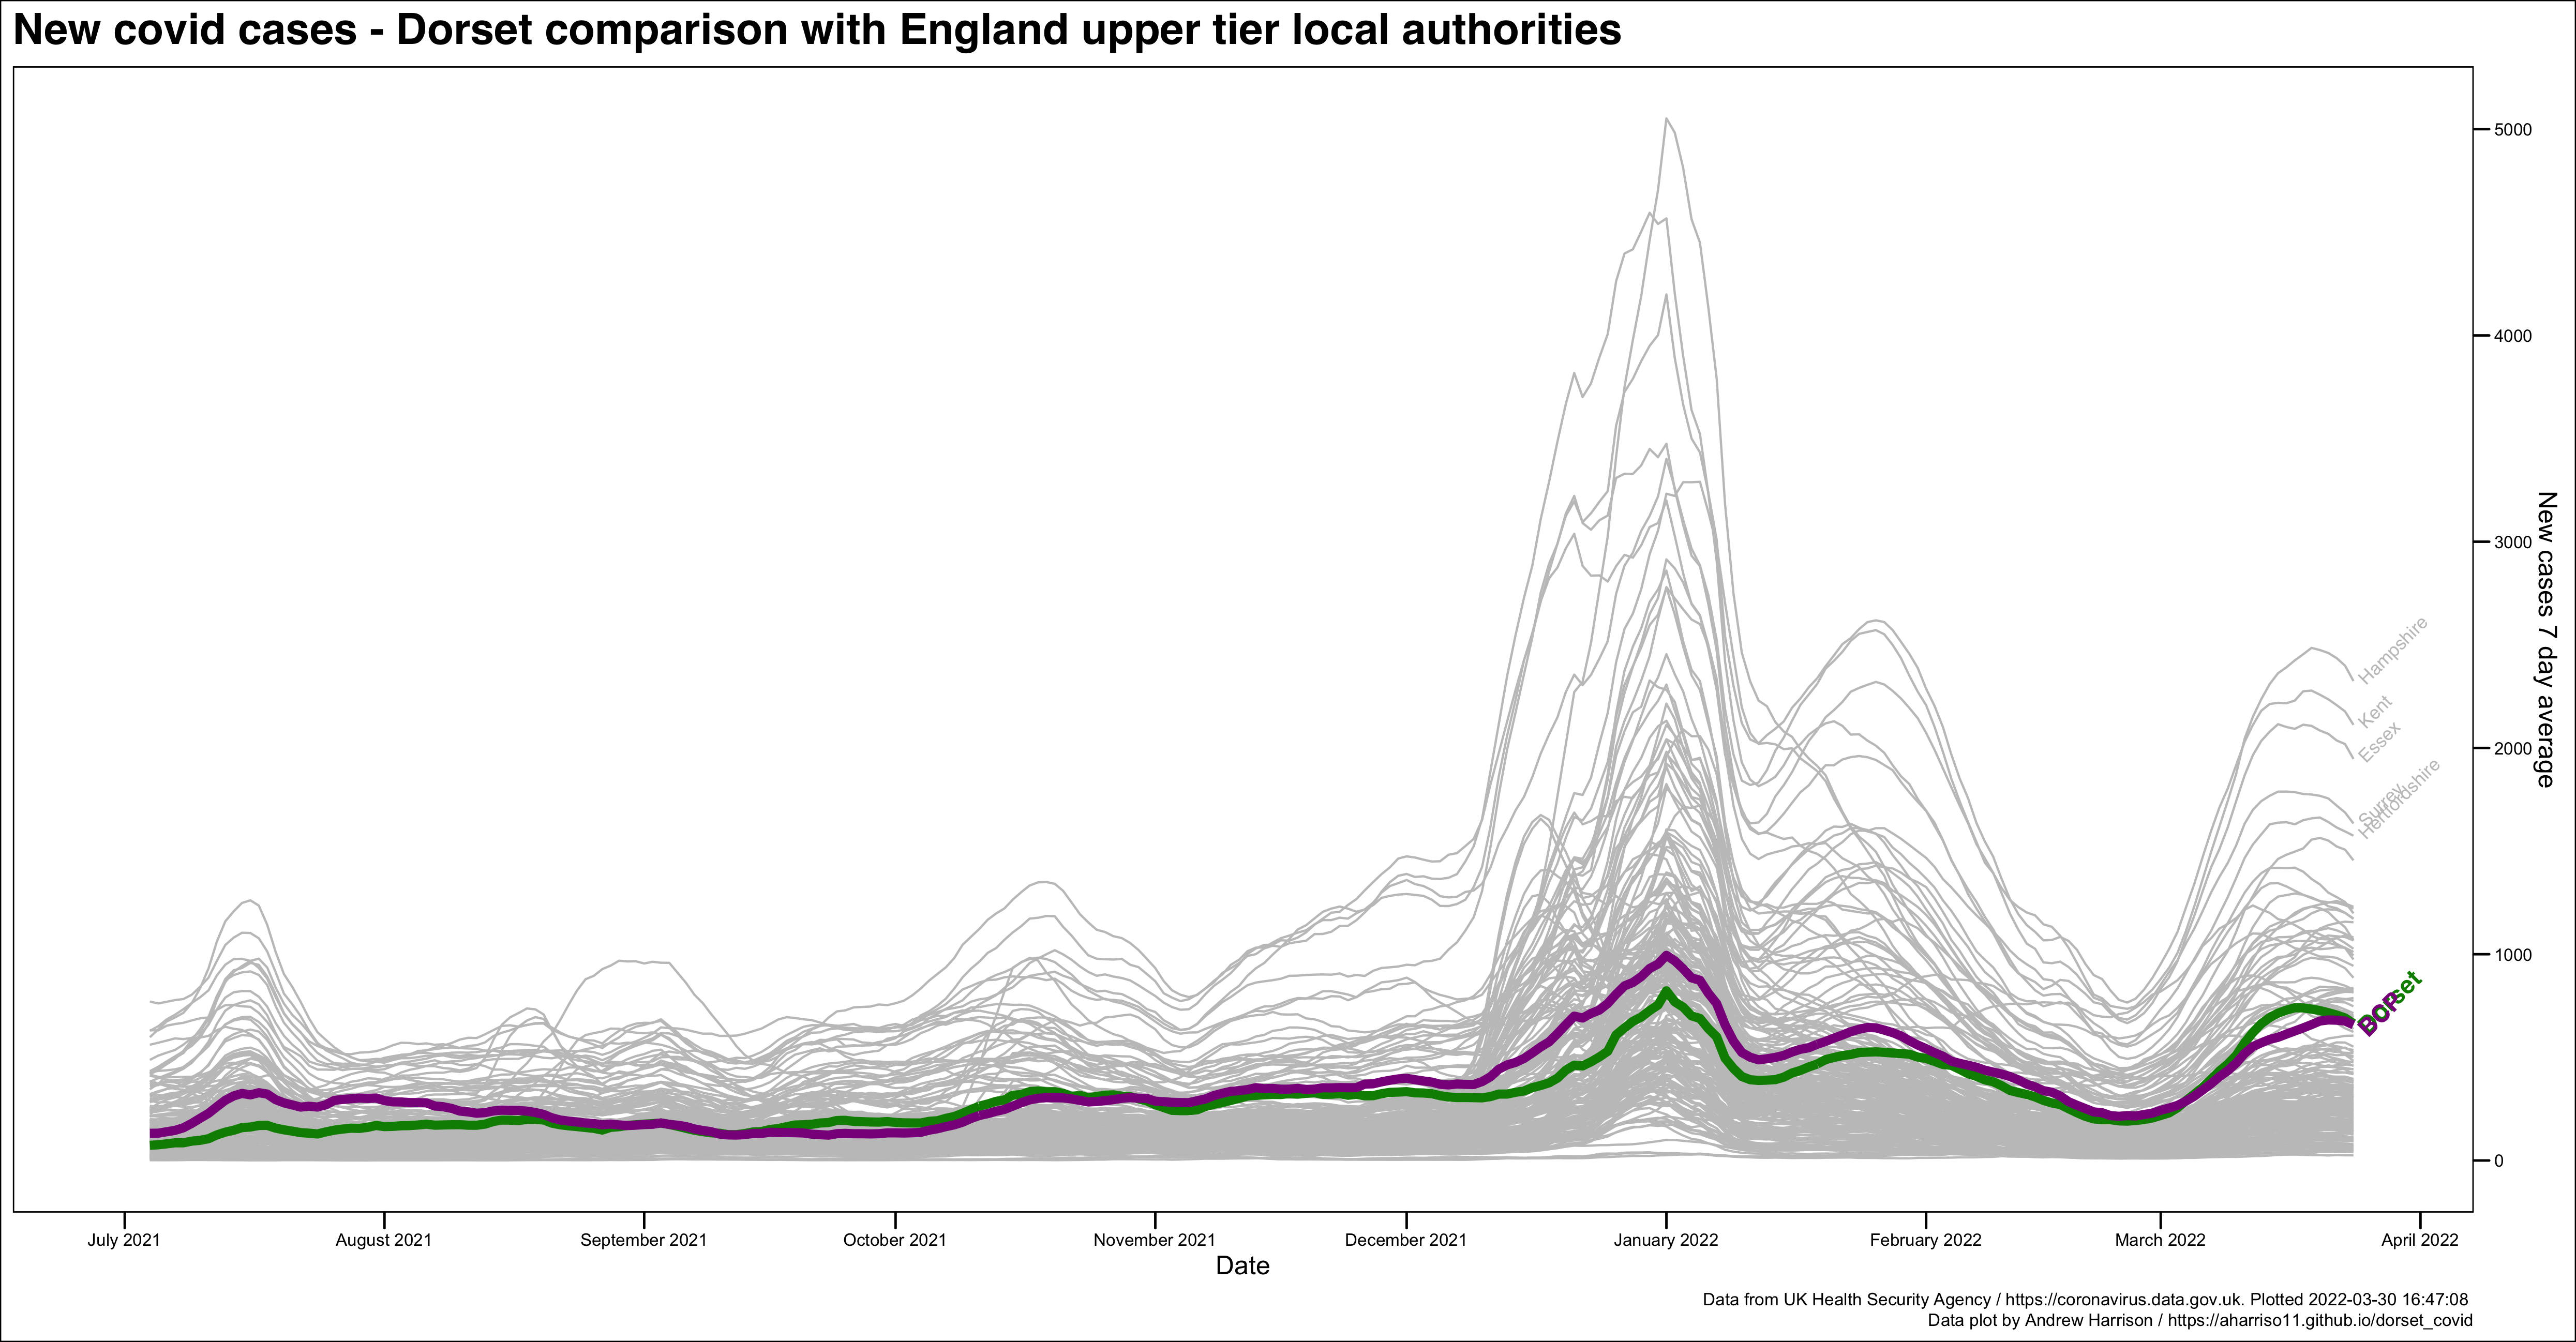 New covid cases - Dorset comparison with England upper tier local authorities
5000
4000
3000
2000
1000
0
New cases 7 day average
Hampshire
Kent
Essex
Surrey
Hertfordshire
Dorset
BCP
July 2021
August 2021
September 2021
October 2021
November 2021
December 2021
January 2022
February 2022
March 2022
April 2022
Date
Data from UK Health Security Agency / https://coronavirus.data.gov.uk. Plotted 2022-03-30 16:47:08
Data plot by Andrew Harrison / https://aharriso11.github.io/dorset_covid